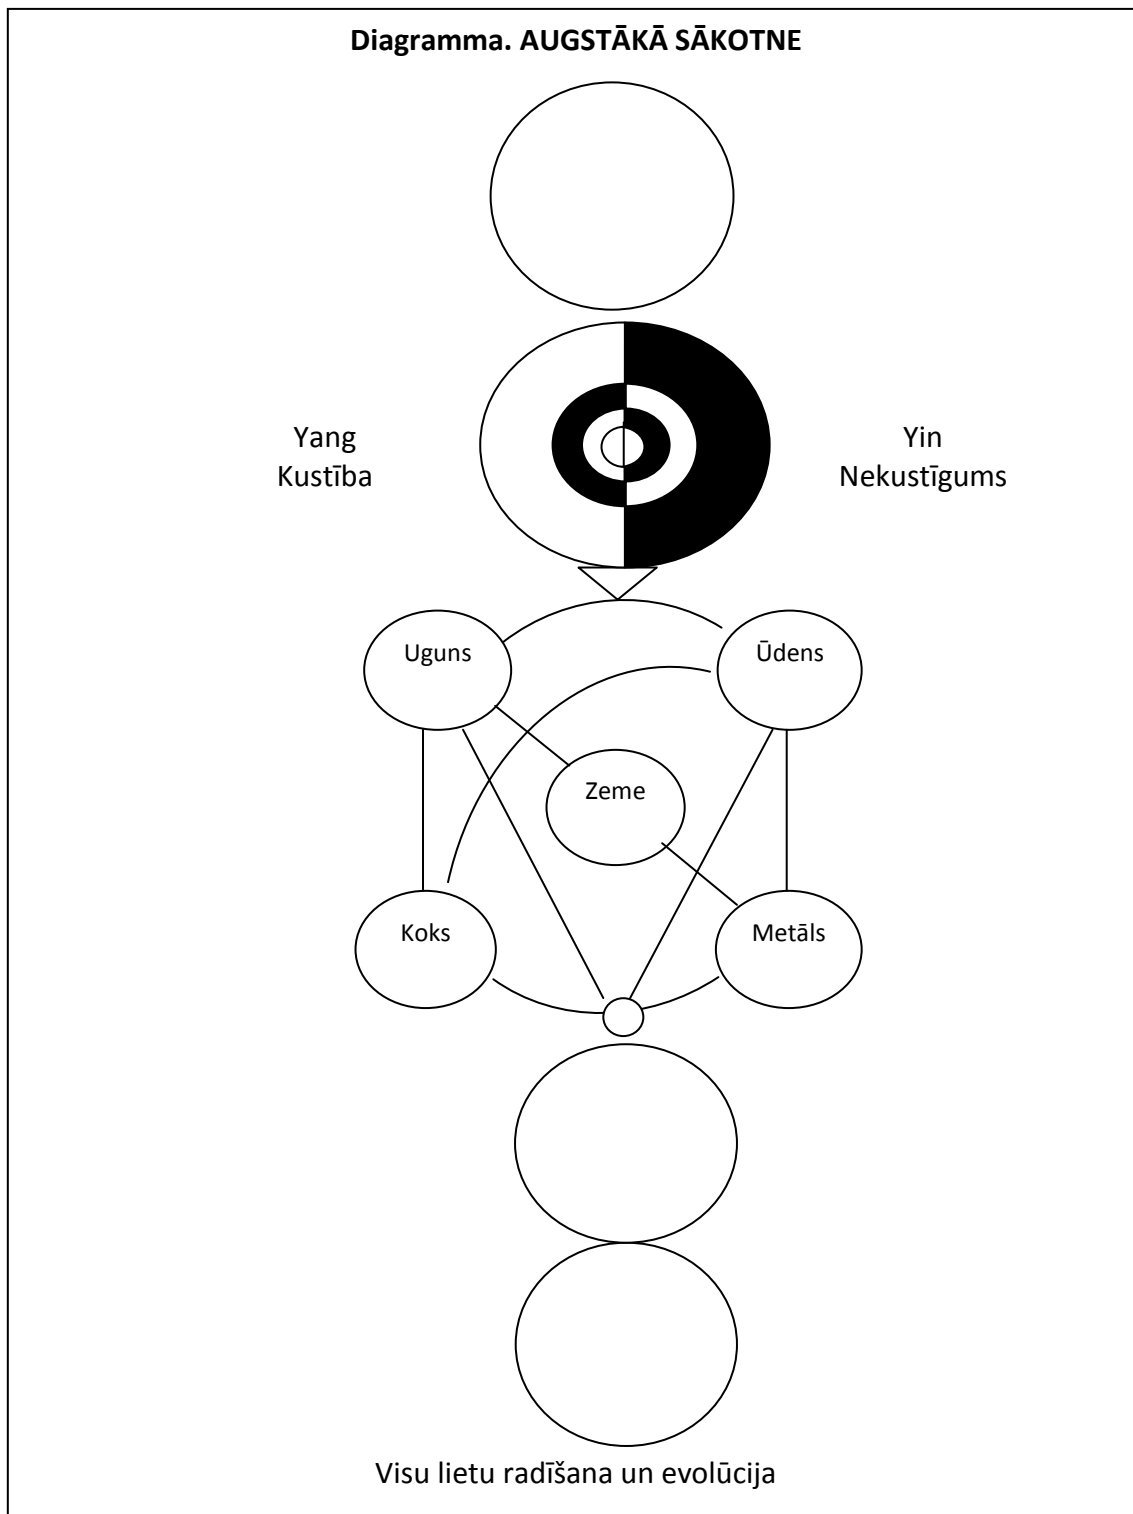 Diagramma. AUGSTĀKĀ SĀKOTNE
Yang
Kustība
Yin
Nekustīgums
Uguns
Ūdens
Zeme
Koks
Metāls
Visu lietu radīšana un evolūcija